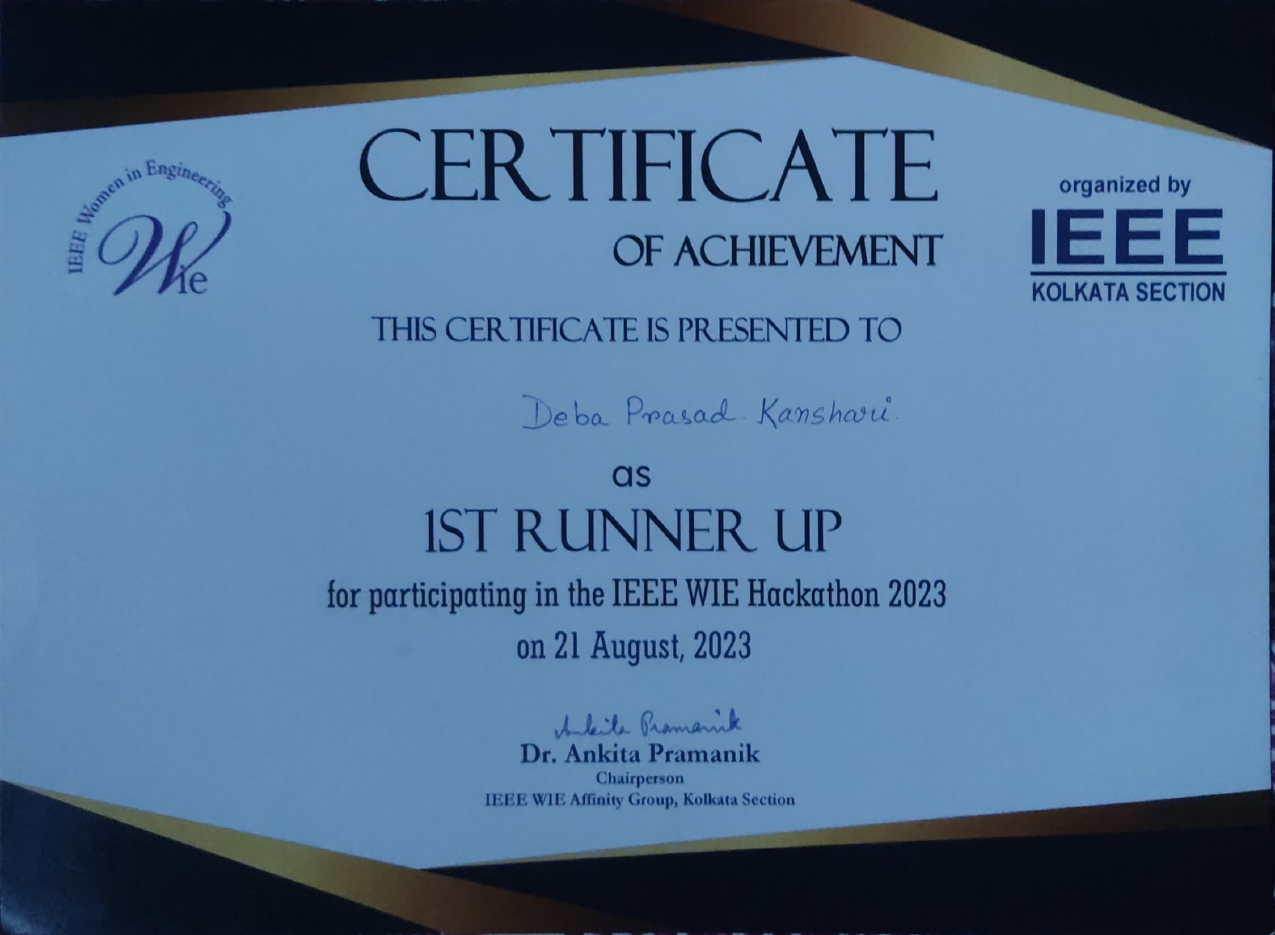 IEEE Women in Engineering
Wie
CERTIFICATE
OF ACHIEVEMENT
organized by
IEEE
KOLKATA SECTION
THIS CERTIFICATE IS PRESENTED TO
Deba Prasad Kanshari.
as
1ST RUNNER UP
for participating in the IEEE WIE Hackathon 2023
on 21 August, 2023
Ankita Pramanik
Dr. Ankita Pramanik
Chairperson
IEEE WIE Affinity Group, Kolkata Section